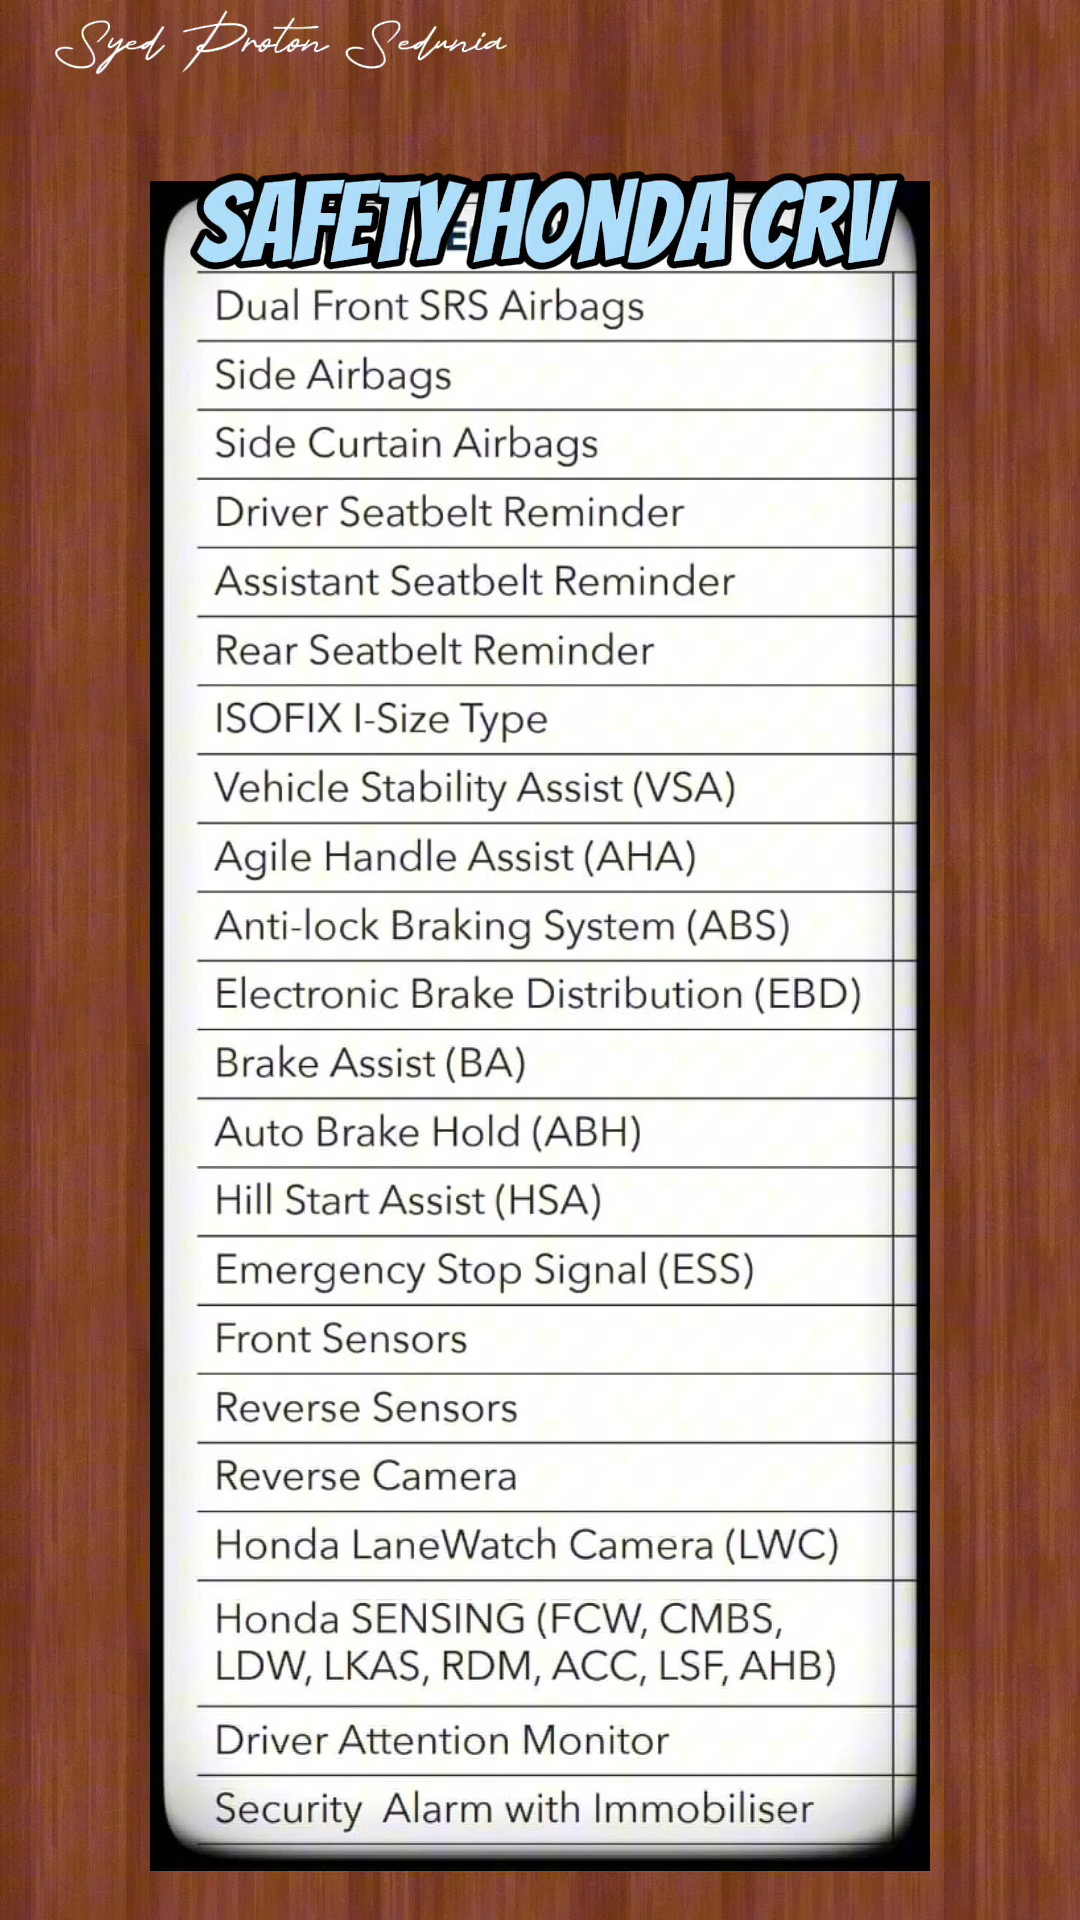 Syed Proton Sedunia
SAFETY HONDA CRV
Dual Front SRS Airbags
Side Airbags
Side Curtain Airbags
Driver Seatbelt Reminder
Assistant Seatbelt Reminder
Rear Seatbelt Reminder
ISOFIX I-Size Type
Vehicle Stability Assist (VSA)
Agile Handle Assist (AHA)
Anti-lock Braking System (ABS)
Electronic Brake Distribution (EBD)
Brake Assist (BA)
Auto Brake Hold (ABH)
Hill Start Assist (HSA)
Emergency Stop Signal (ESS)
Front Sensors
Reverse Sensors
Reverse Camera
Honda LaneWatch Camera (LWC)
Honda SENSING (FCW, CMBS,
LDW, LKAS, RDM, ACC, LSF, AHB)
Driver Attention Monitor
Security  Alarm with Immobiliser